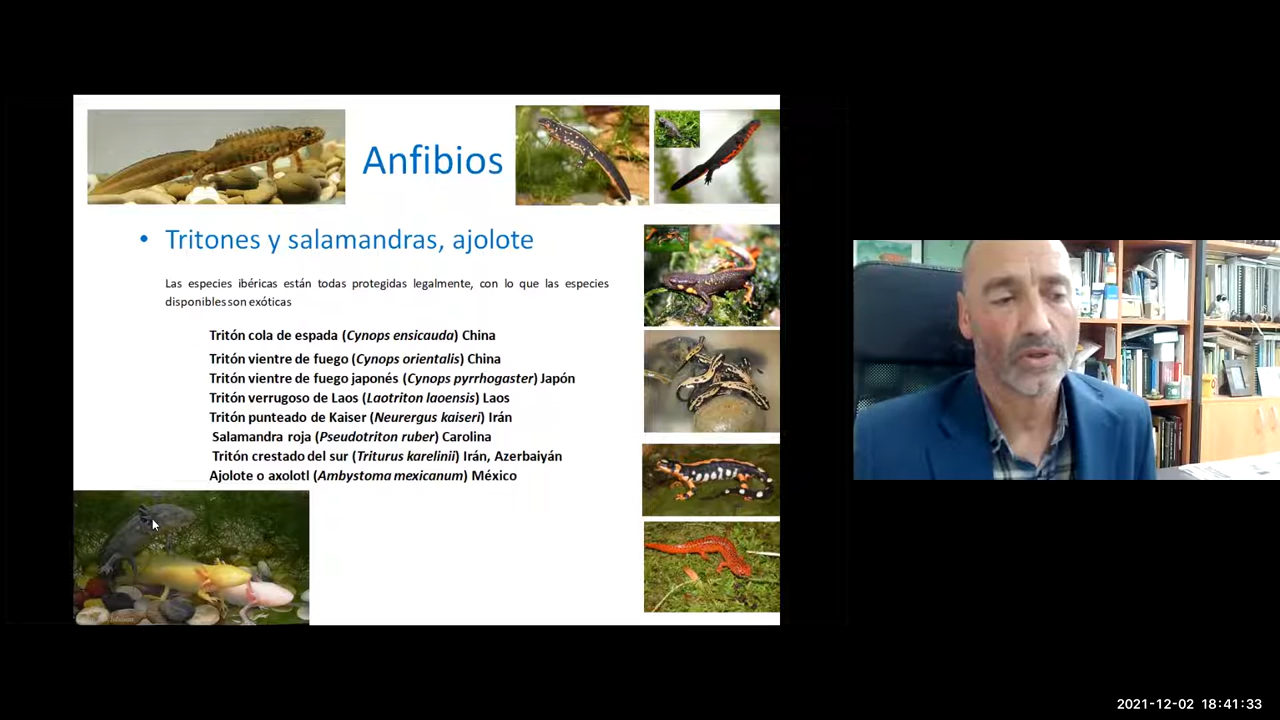 Anfibios
• Tritones y salamandras, ajolote
Las especies ibéricas están todas protegidas legalmente, con lo que las especies
disponibles son exóticas
Tritón cola de espada (Cynops ensicauda) China
Tritón vientre de fuego (Cynops orientalis) China
Tritón vientre de fuego japonés (Cynops pyrrhogaster) Japón
Tritón verrugoso de Laos (Laotriton laoensis) Laos
Tritón punteado de Kaiser (Neurergus kaiseri) Irán
Salamandra roja (Pseudotriton ruber) Carolina
Tritón crestado del sur (Triturus karelinii) Irán, Azerbaiyán
Ajolote o axolotl (Ambystoma mexicanum) México
2021-12-02 18:41:33